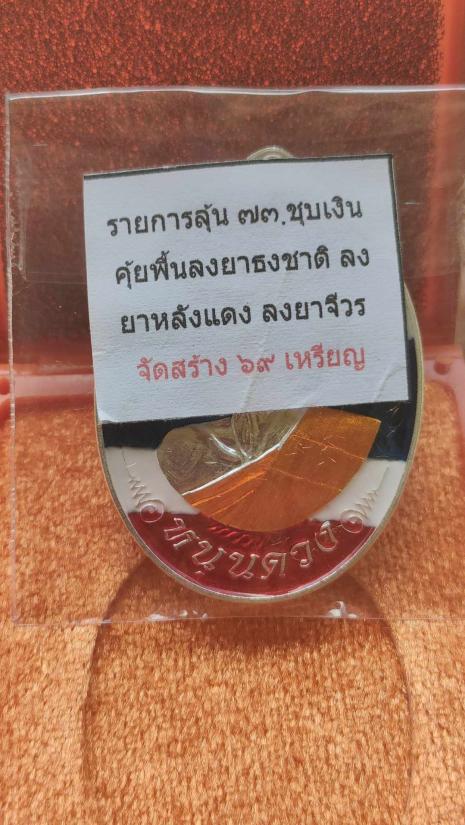 รายการลุ้น ๗๓.ชุบเงิน
คุ้ยพื้นลงยาธงชาติ ลง
ยาหลังแดง ลงยาจีวร
จัดสร้าง ๖๙ เหรียญ
หนุนดวง